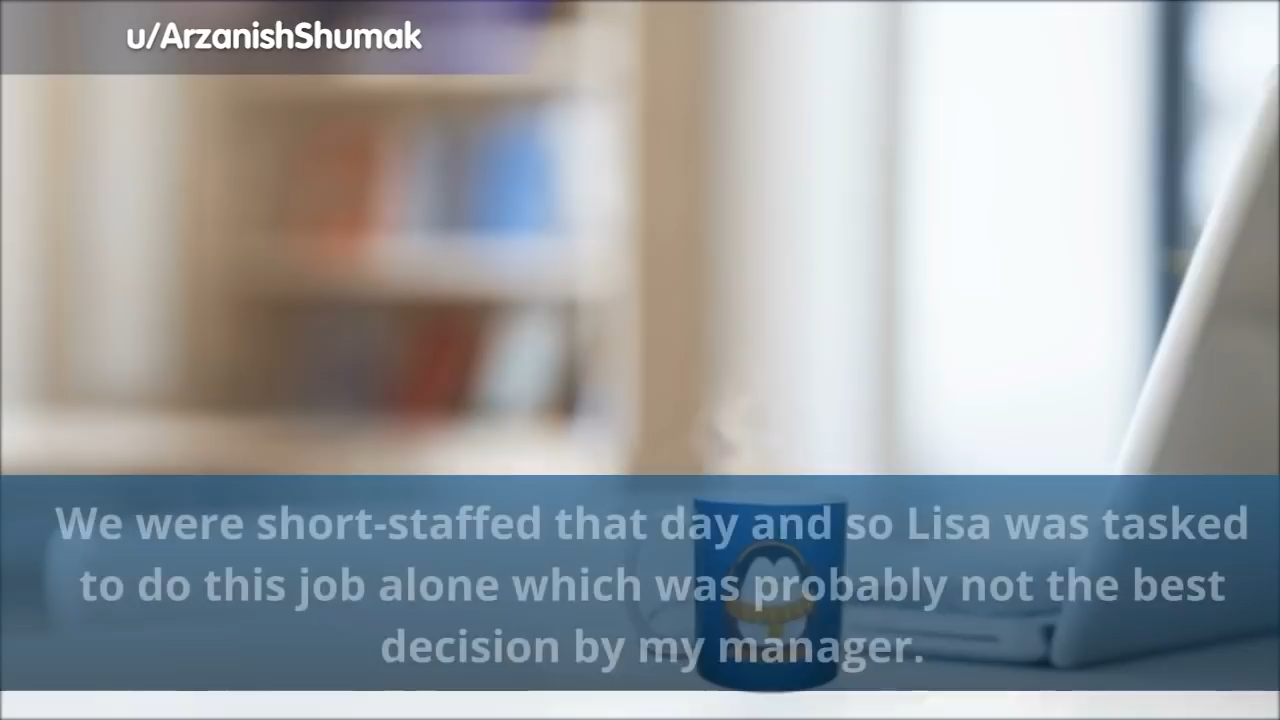 u/ArzanishShumak
We were short-staffed that day and so Lisa was tasked
to do this job alone which was probably not the best
decision by my manager.